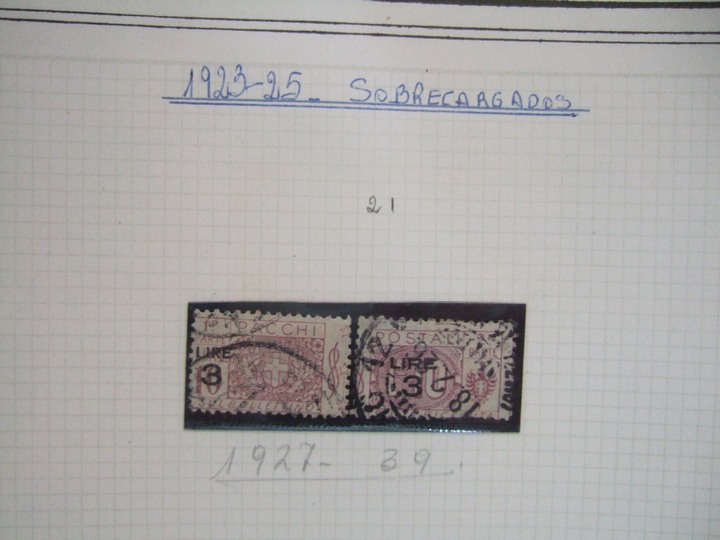 1923-25- SOBRECARGADOS
21
PACCHI POSTALI
LIRE LIRE
3 3
1927- 39.